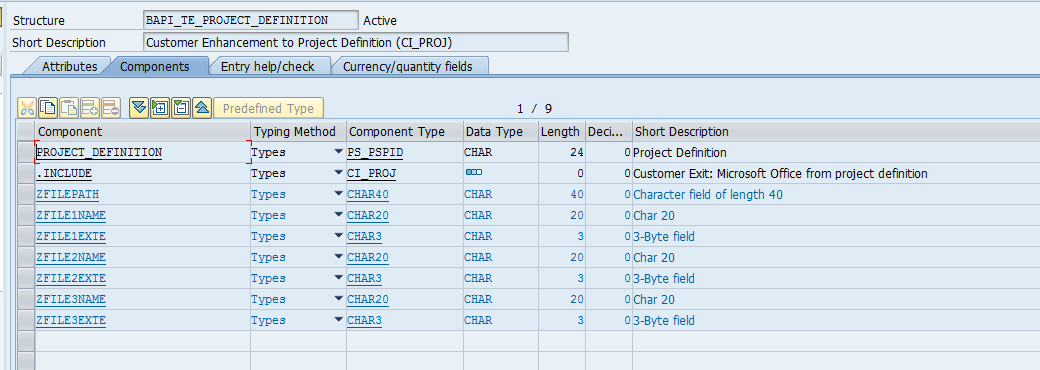 Structure BAPI_TE_PROJECT_DEFINITION Active
Short Description Customer Enhancement to Project Definition (CI_PROJ)
Attributes Components Entry help/check Currency/quantity fields
Predefined Type 1 / 9
Component Typing Method Component Type Data Type Length Deci... Short Description
PROJECT_DEFINITION Types PS_PSPID CHAR 24 0 Project Definition
.INCLUDE Types CI_PROJ 0 0 Customer Exit: Microsoft Office from project definition
ZFILEPATH Types CHAR40 CHAR 40 0 Character field of length 40
ZFILE1NAME Types CHAR20 CHAR 20 0 Char 20
ZFILE1EXTE Types CHAR3 CHAR 3 0 3-Byte field
ZFILE2NAME Types CHAR20 CHAR 20 0 Char 20
ZFILE2EXTE Types CHAR3 CHAR 3 0 3-Byte field
ZFILE3NAME Types CHAR20 CHAR 20 0 Char 20
ZFILE3EXTE Types CHAR3 CHAR 3 0 3-Byte field